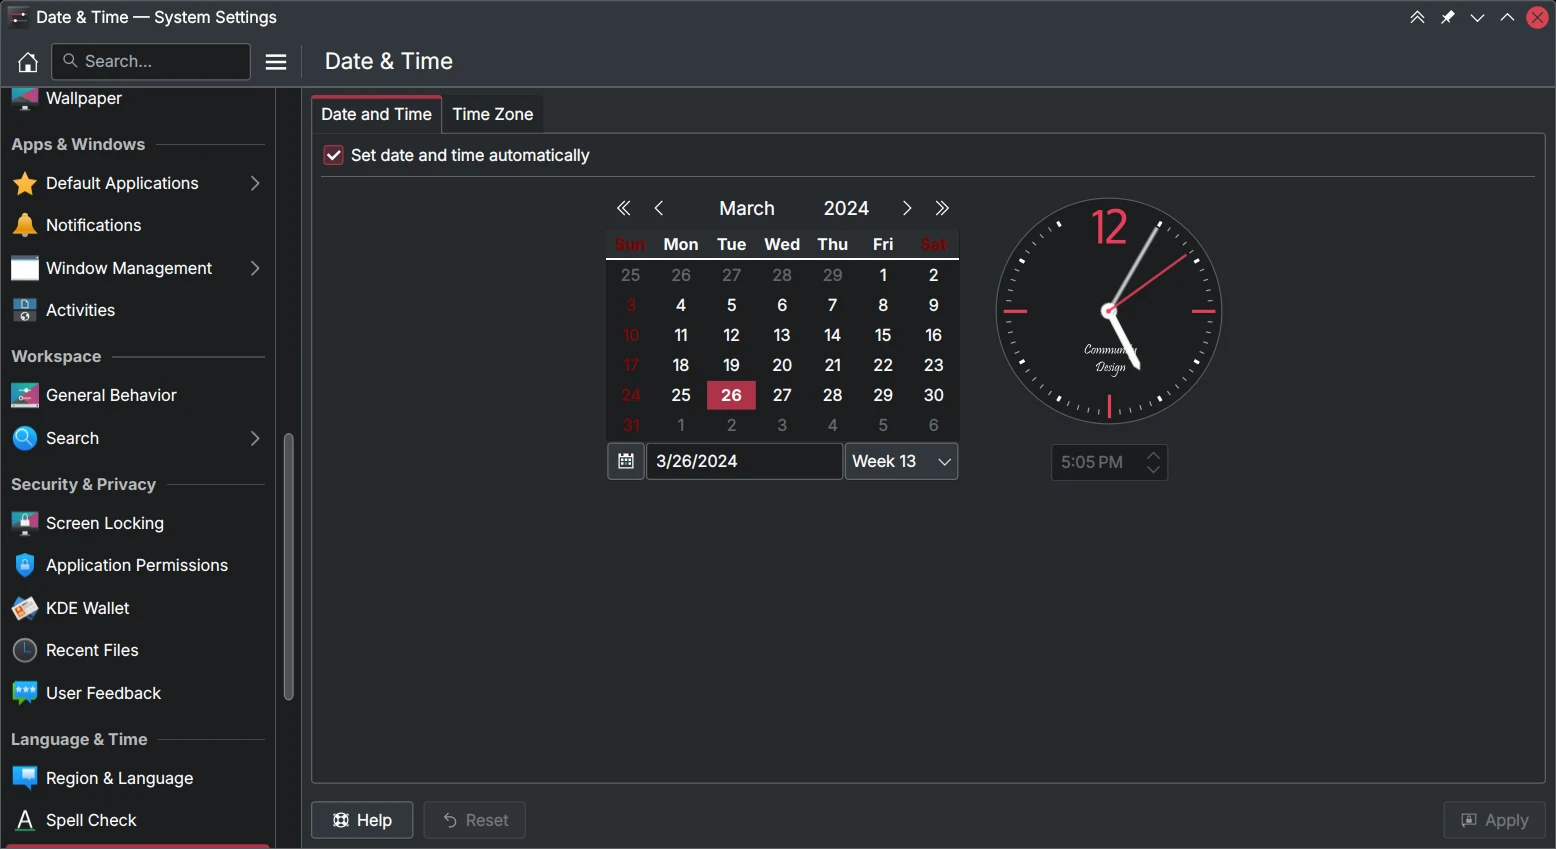 Date & Time — System Settings
Search...
Date & Time
Wallpaper
Apps & Windows
Default Applications
Notifications
Window Management
Activities
Workspace
General Behavior
Search
Security & Privacy
Screen Locking
Application Permissions
KDE Wallet
Recent Files
User Feedback
Language & Time
Region & Language
Spell Check
Date and Time Time Zone
Set date and time automatically
March 2024
Sun Mon Tue Wed Thu Fri Sat
25 26 27 28 29 1 2
3 4 5 6 7 8 9
10 11 12 13 14 15 16
17 18 19 20 21 22 23
24 25 26 27 28 29 30
31 1 2 3 4 5 6
3/26/2024 Week 13
12
Community
Design
5:05 PM
Help Reset Apply